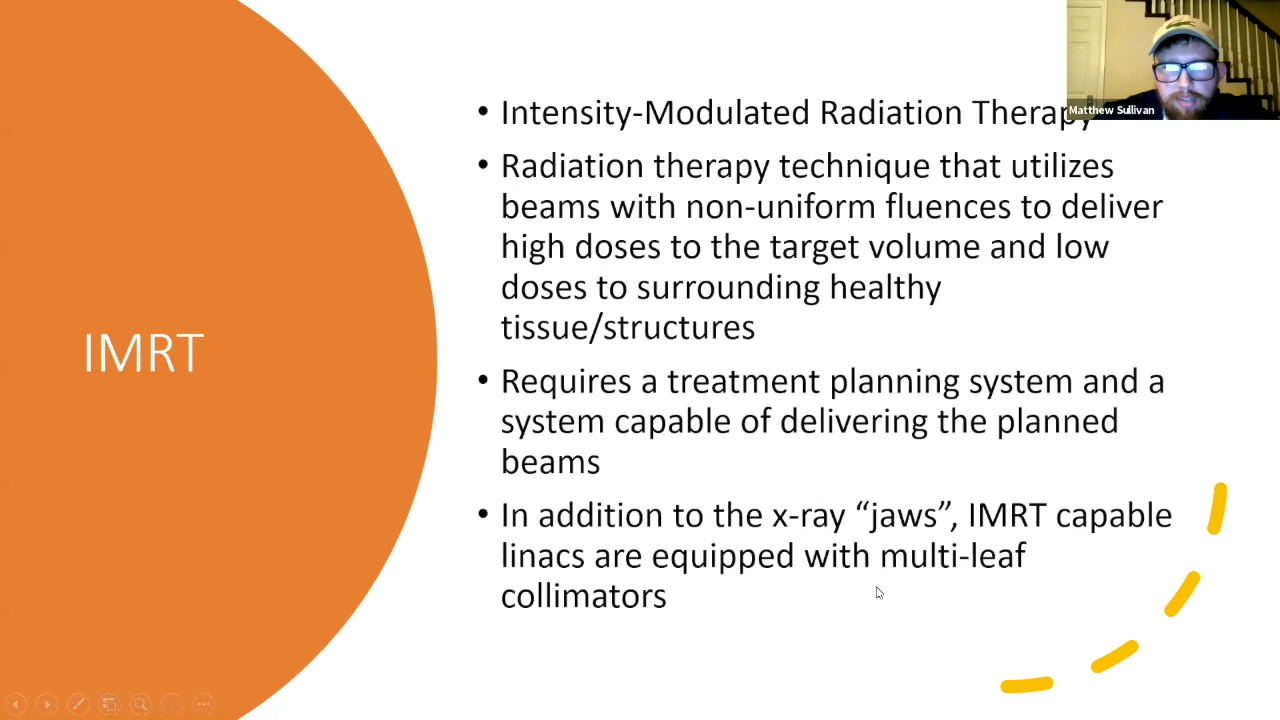 Matthew Sullivan
IMRT
• Intensity-Modulated Radiation Therapy
• Radiation therapy technique that utilizes
beams with non-uniform fluences to deliver
high doses to the target volume and low
doses to surrounding healthy
tissue/structures
• Requires a treatment planning system and a
system capable of delivering the planned
beams
• In addition to the x-ray “jaws”, IMRT capable
linacs are equipped with multi-leaf
collimators